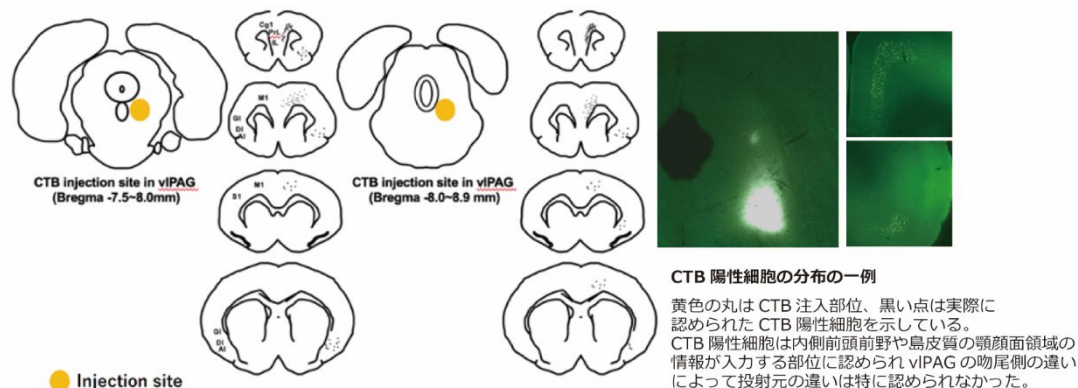 Cg1
PrL
IL
M1
GI
DI
AI
CTB injection site in vlPAG
(Bregma -7.5~8.0mm)
M1
S1
GI
DI
AI
CTB injection site in vlPAG
(Bregma -8.0~8.9 mm)
Injection site
CTB 陽性細胞の分布の一例
黄色の丸は CTB 注入部位、黒い点は実際に
認められた CTB 陽性細胞を示している。
CTB 陽性細胞は内側前頭前野や島皮質の顎顔面領域の
情報が入力する部位に認められ vlPAG の吻尾側の違い
によって投射元の違いは特に認められなかった。